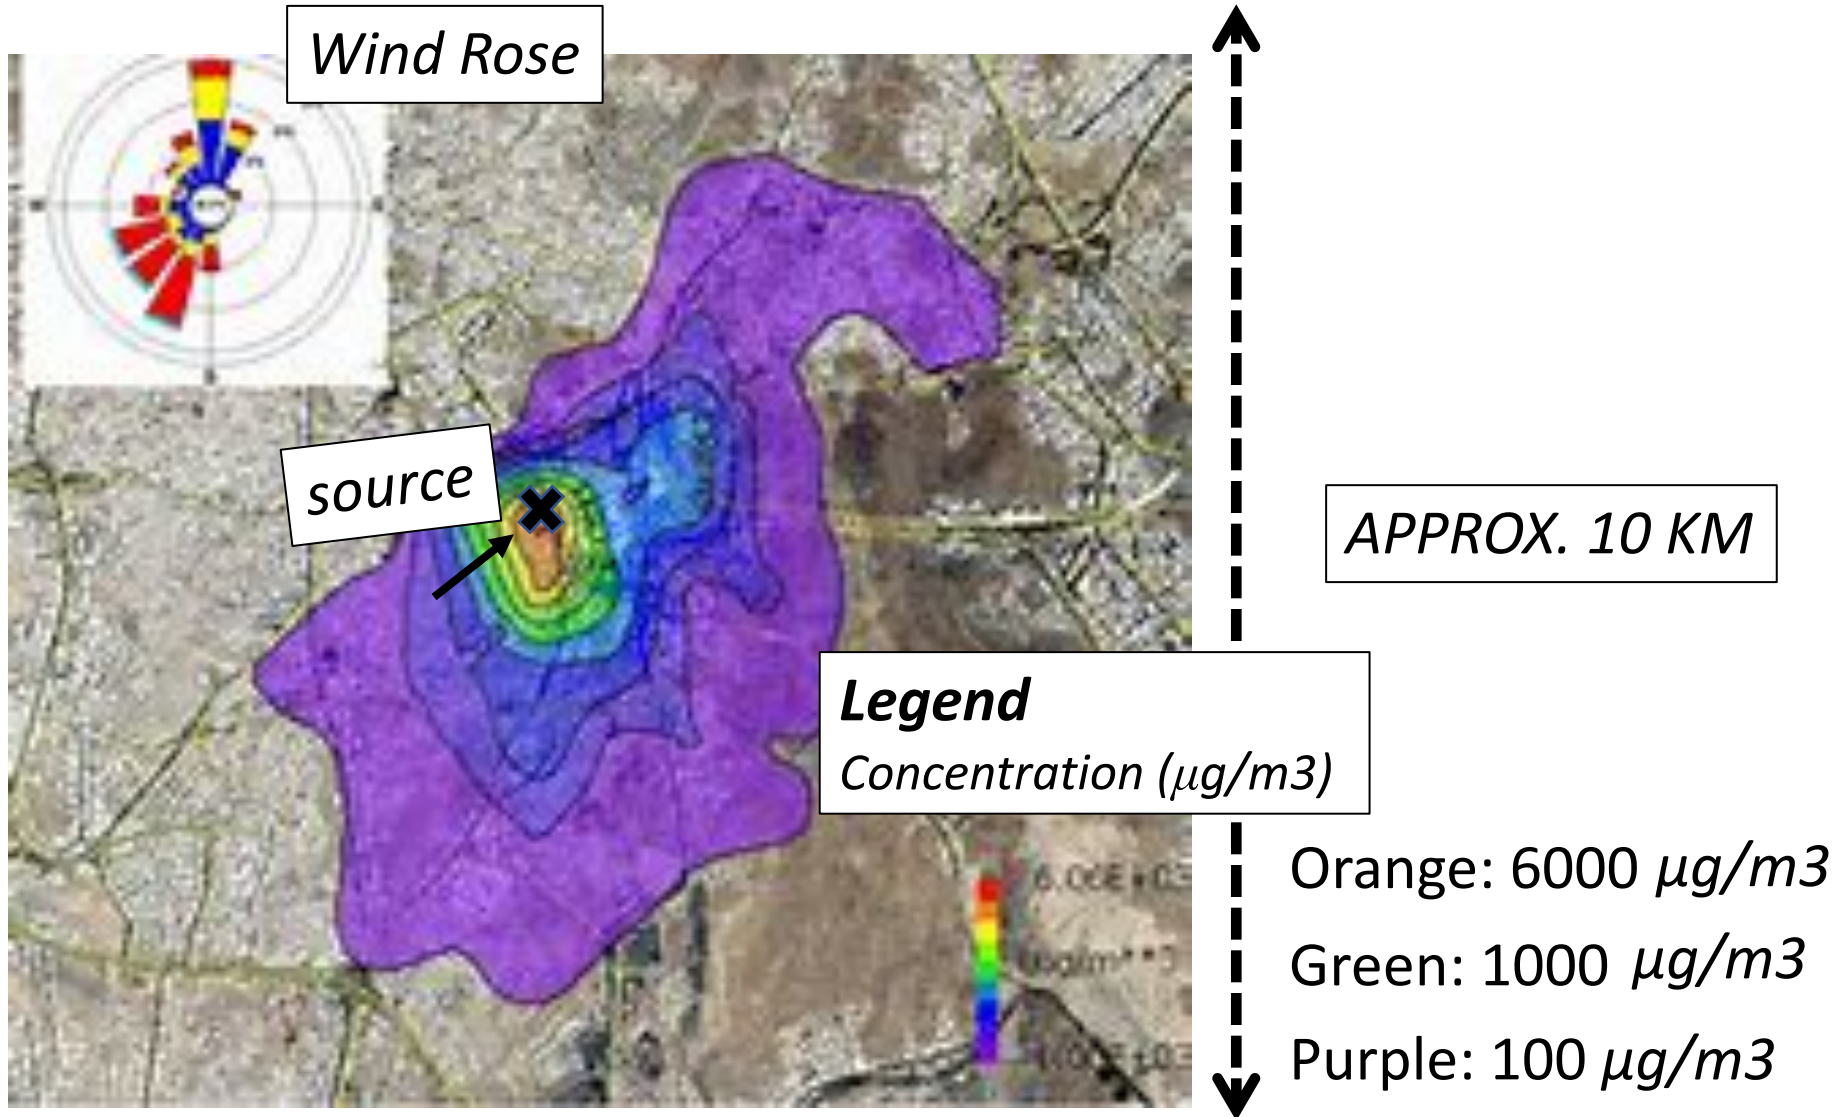 Wind Rose
source
APPROX. 10 KM
Legend
Concentration (μg/m3)
Orange: 6000 μg/m3
Green: 1000 μg/m3
Purple: 100 μg/m3